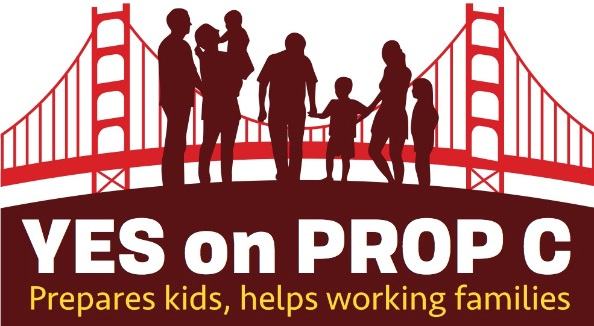 YES on PROP C
Prepares kids, helps working families